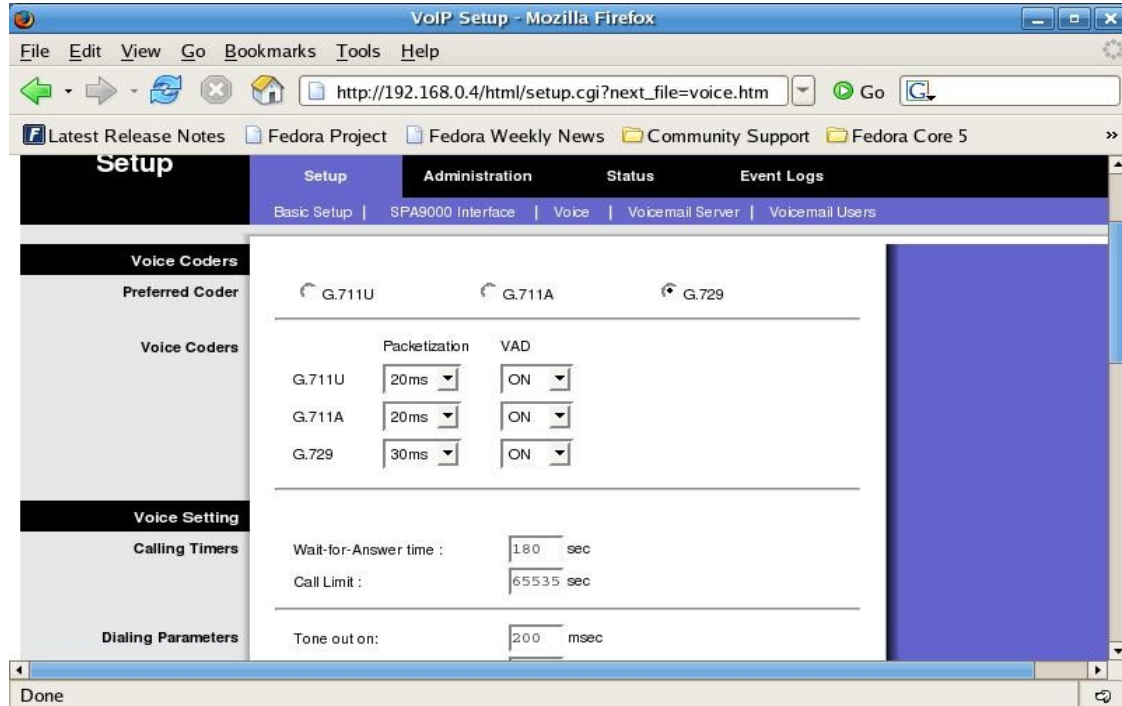 VoIP Setup - Mozilla Firefox
File Edit View Go Bookmarks Tools Help
http://192.168.0.4/html/setup.cgi?next_file=voice.htm Go G
Latest Release Notes Fedora Project Fedora Weekly News Community Support Fedora Core 5 »
Setup
Setup Administration Status Event Logs
Basic Setup | SPA9000 Interface | Voice | Voicemail Server | Voicemail Users
Voice Coders
Preferred Coder G.711U G.711A G.729
Voice Coders Packetization VAD
G.711U 20ms ON
G.711A 20ms ON
G.729 30ms ON
Voice Setting
Calling Timers Wait-for-Answer time : 180 sec
Call Limit : 65535 sec
Dialing Parameters Tone out on: 200 msec
Done